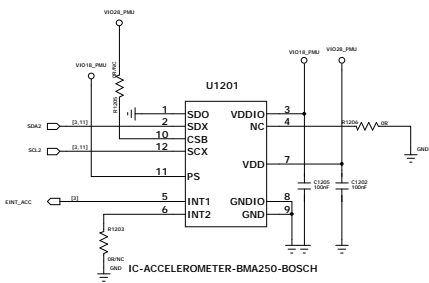 VIO28_PMU
VIO18_PMU
0R/NC
R1205
U1201
VIO18_PMU
VIO28_PMU
1 SDO
2 SDX
10 CSB
12 SCX
11 PS
5 INT1
6 INT2
VDDIO 3
NC 4
VDD 7
GNDIO 8
GND 9
SDA2 [3,11]
SCL2 [3,11]
EINT_ACC [3]
R1206 0R
GND
C1205
100nF
C1202
100nF
R1203
0R/NC
GND
IC-ACCELEROMETER-BMA250-BOSCH